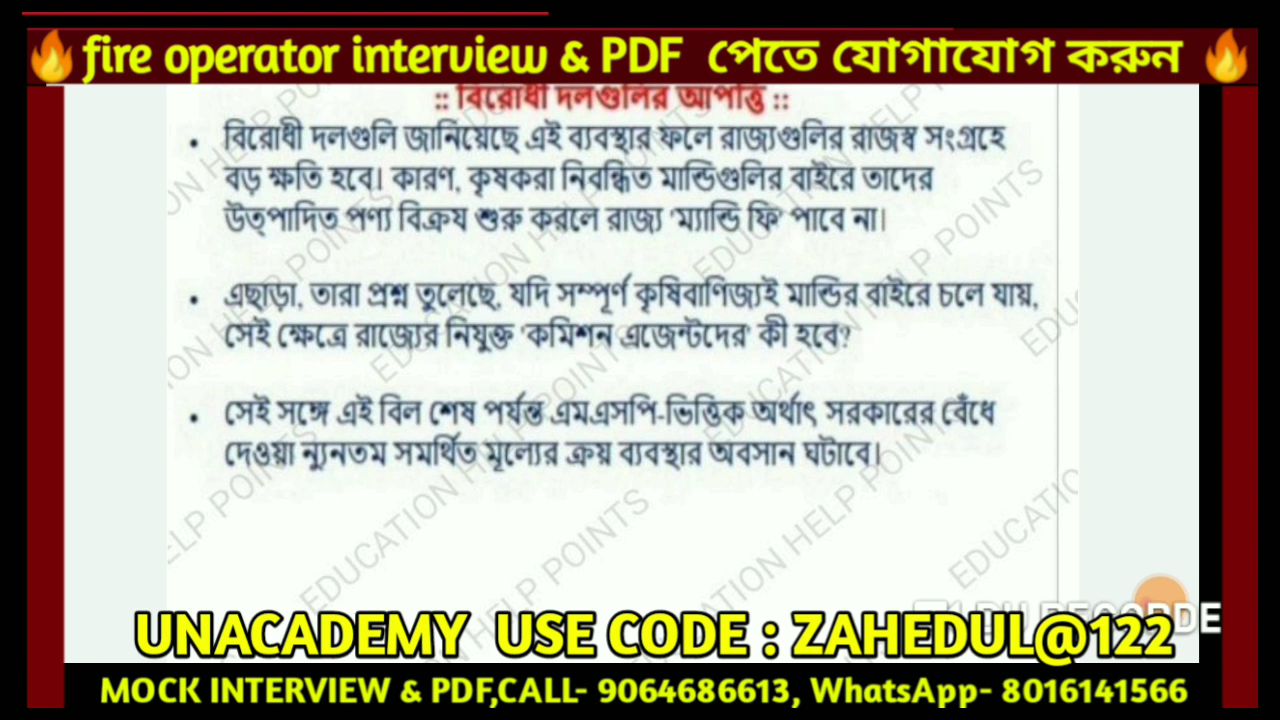 🔥fire operator interview & PDF পেতে যোগাযোগ করুন 🔥
:: বিরোধী দলগুলির আপত্তি ::
• বিরোধী দলগুলি জানিয়েছে এই ব্যবস্থার ফলে রাজ্যগুলির রাজস্ব সংগ্রহে
বড় ক্ষতি হবে। কারণ, কৃষকরা নিবন্ধিত মান্ডিগুলির বাইরে তাদের
উত্পাদিত পণ্য বিক্রয শুরু করলে রাজ্য 'ম্যান্ডি ফি' পাবে না।
• এছাড়া, তারা প্রশ্ন তুলেছে, যদি সম্পূর্ণ কৃষিবাণিজ্যই মান্ডির বাইরে চলে যায়,
সেই ক্ষেত্রে রাজ্যের নিযুক্ত 'কমিশন এজেন্টদের' কী হবে?
• সেই সঙ্গে এই বিল শেষ পর্যন্ত এমএসপি-ভিত্তিক অর্থাৎ সরকারের বেঁধে
দেওয়া ন্যুনতম সমর্থিত মূল্যের ক্রয় ব্যবস্থার অবসান ঘটাবে।
EDUCATION HELP POINTS
UNACADEMY USE CODE : ZAHEDUL@122
MOCK INTERVIEW & PDF,CALL- 9064686613, WhatsApp- 8016141566